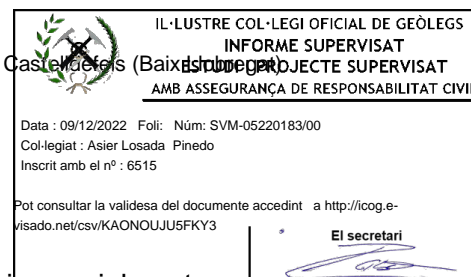 IL·LUSTRE COL·LEGI OFICIAL DE GEÒLEGS
INFORME SUPERVISAT
Castelldefels (Baix Llobregat).
ESTUDI I PROJECTE SUPERVISAT
AMB ASSEGURANÇA DE RESPONSABILITAT CIVIL
Data : 09/12/2022 Foli: Núm: SVM-05220183/00
Col·legiat : Asier Losada Pinedo
Inscrit amb el nº : 6515
Pot consultar la validesa del documente accedint a http://icog.e-
visado.net/csv/KAONOUJU5FKY3
El secretari